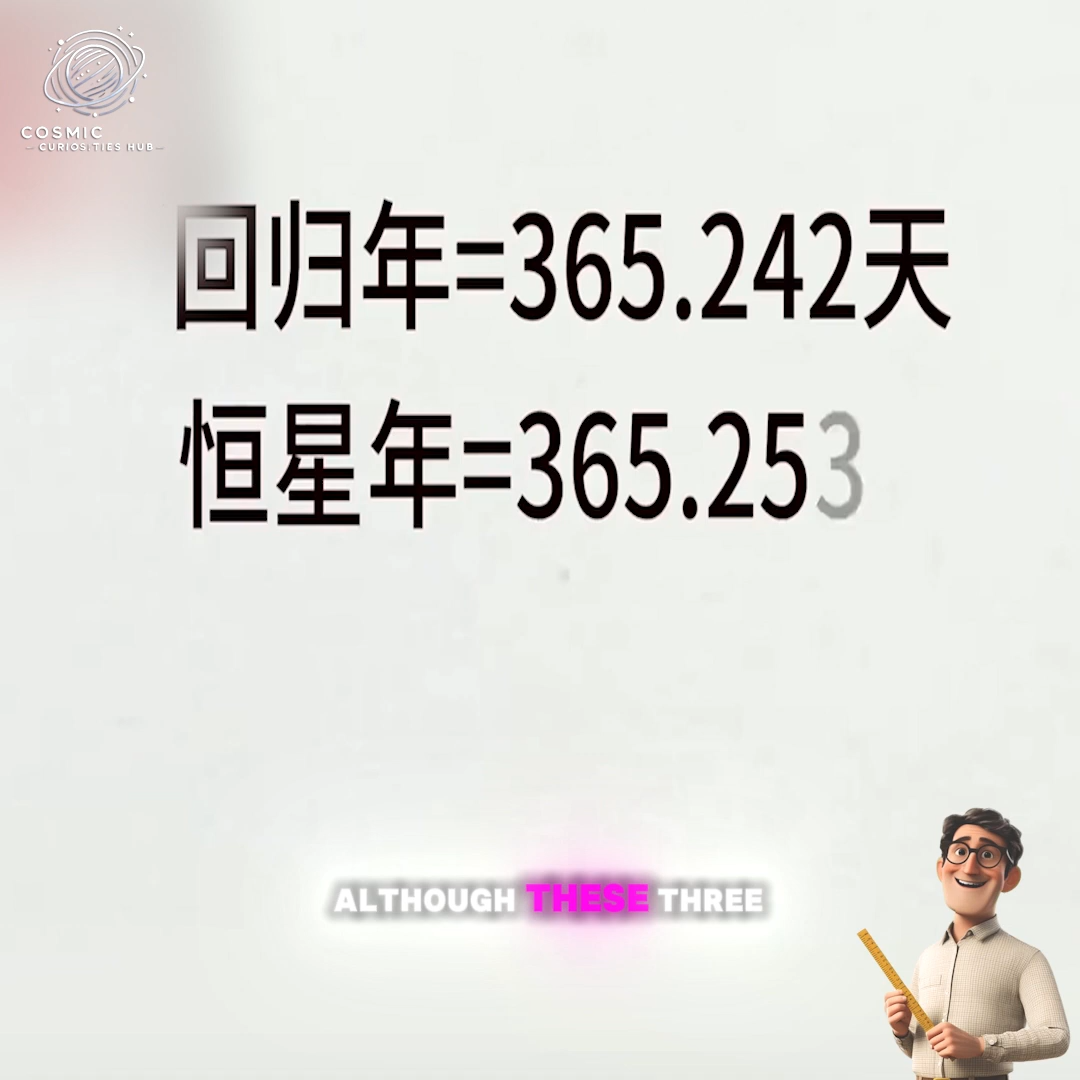 COSMIC
CURIOSITIES HUB
回归年=365.242天
恒星年=365.253
ALTHOUGH THESE THREE